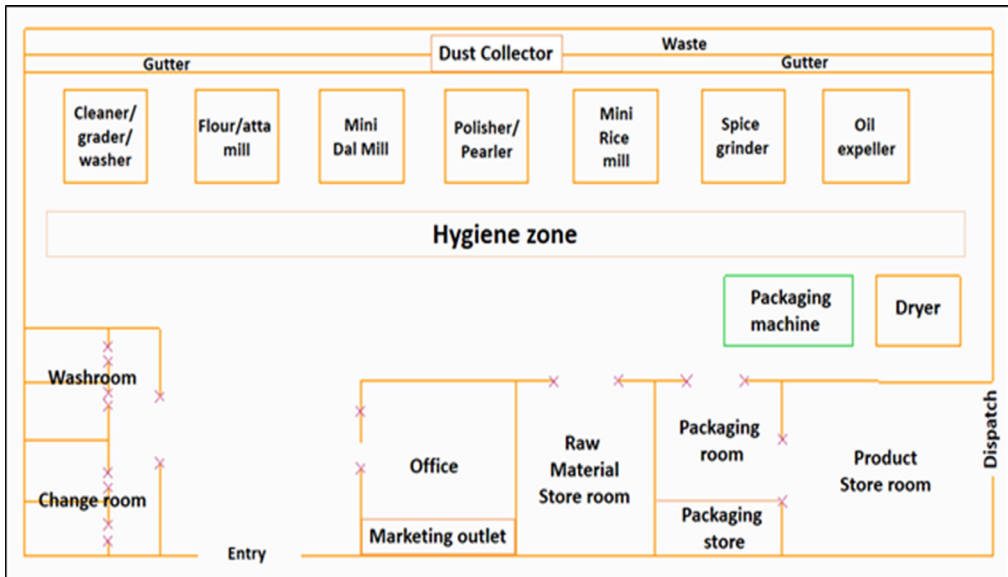 Waste
Dust Collector
Gutter
Gutter
Cleaner/
grader/
washer
Flour/atta
mill
Mini
Dal Mill
Polisher/
Pearler
Mini
Rice
mill
Spice
grinder
Oil
expeller
Hygiene zone
Packaging
machine
Dryer
Washroom
Change room
Entry
Office
Marketing outlet
Raw
Material
Store room
Packaging
room
Packaging
store
Product
Store room
Dispatch